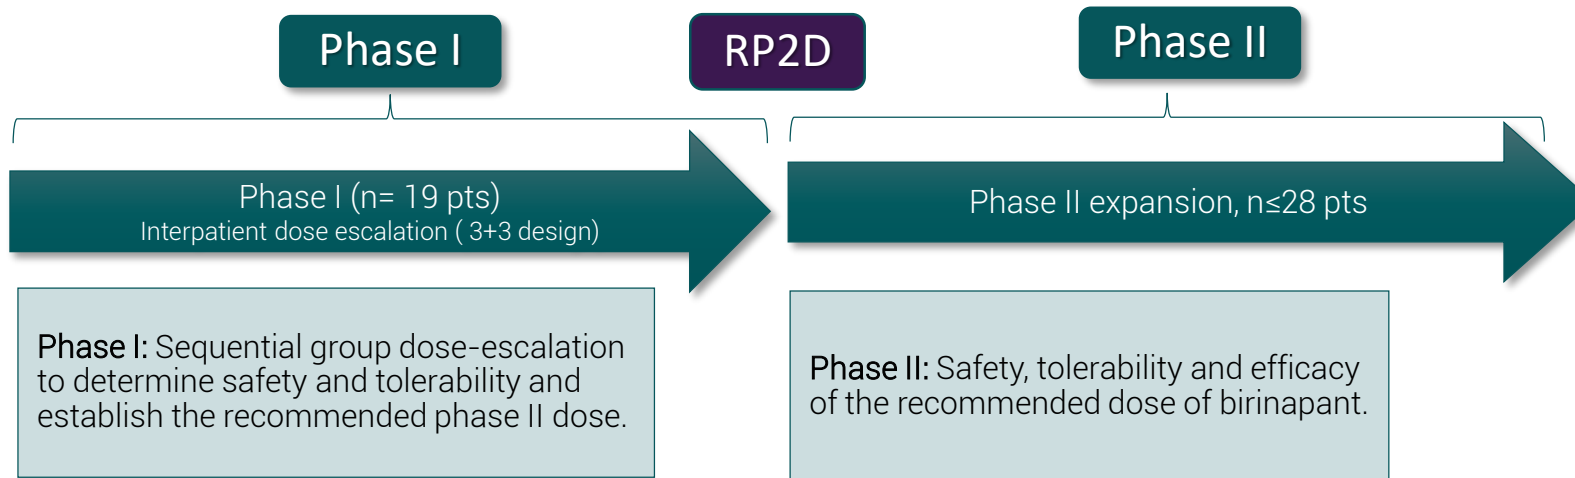 Phase I
RP2D
Phase II
Phase I (n= 19 pts)
Interpatient dose escalation ( 3+3 design)
Phase II expansion, n≤28 pts
Phase I: Sequential group dose-escalation
to determine safety and tolerability and
establish the recommended phase II dose.
Phase II: Safety, tolerability and efficacy
of the recommended dose of birinapant.